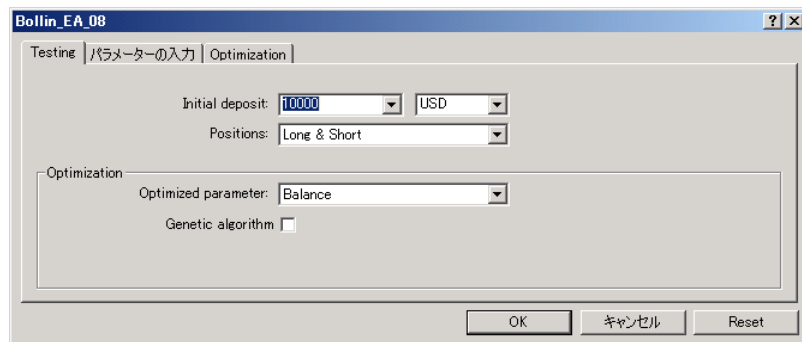 Bollin_EA_08
Testing パラメーターの入力 Optimization
Initial deposit: 10000 USD
Positions: Long & Short
Optimization
Optimized parameter: Balance
Genetic algorithm
OK キャンセル Reset